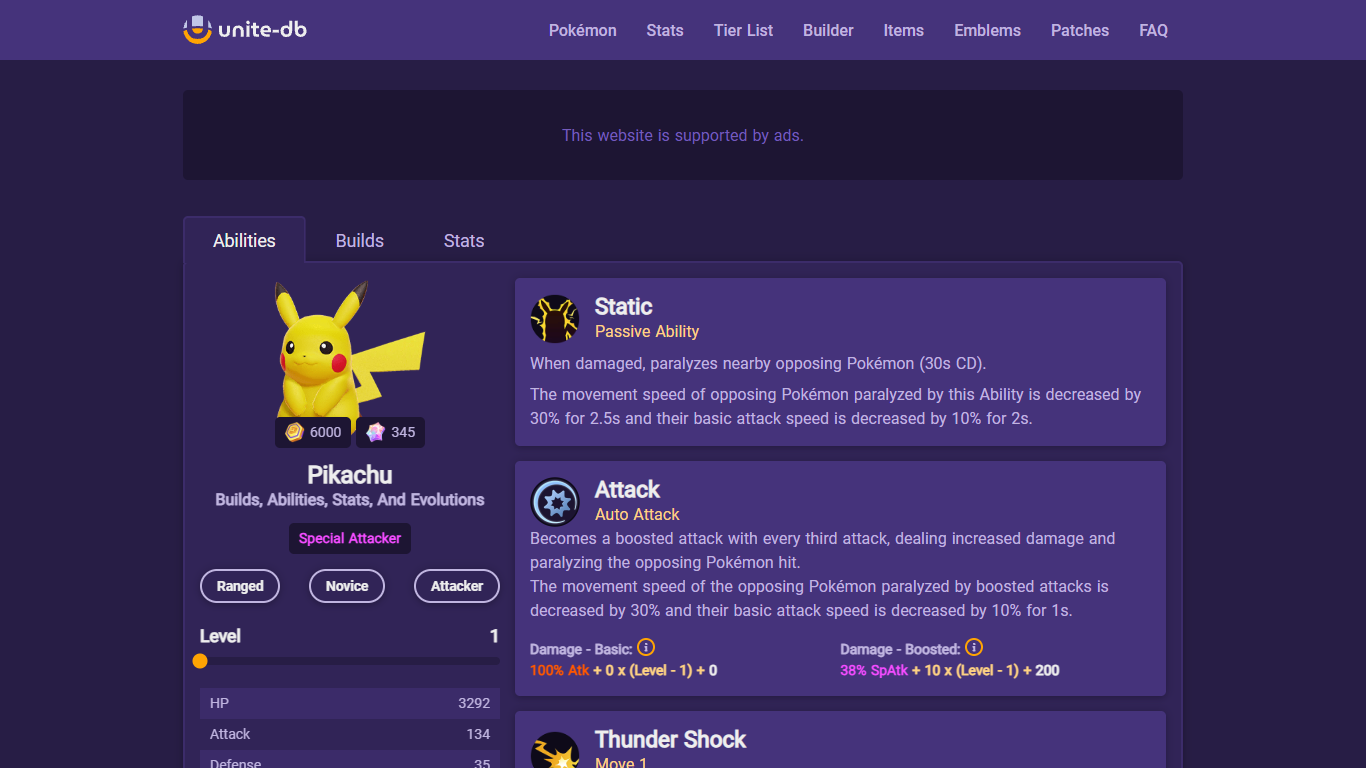 unite-db
Pokémon Stats Tier List Builder Items Emblems Patches FAQ
This website is supported by ads.
Abilities Builds Stats
6000 345
Pikachu
Builds, Abilities, Stats, And Evolutions
Special Attacker
Ranged Novice Attacker
Level 1
HP 3292
Attack 134
Defense 35
Static
Passive Ability
When damaged, paralyzes nearby opposing Pokémon (30s CD).
The movement speed of opposing Pokémon paralyzed by this Ability is decreased by
30% for 2.5s and their basic attack speed is decreased by 10% for 2s.
Attack
Auto Attack
Becomes a boosted attack with every third attack, dealing increased damage and
paralyzing the opposing Pokémon hit.
The movement speed of the opposing Pokémon paralyzed by boosted attacks is
decreased by 30% and their basic attack speed is decreased by 10% for 1s.
Damage - Basic:
100% Atk + 0 x (Level - 1) + 0
Damage - Boosted:
38% SpAtk + 10 x (Level - 1) + 200
Thunder Shock
Move 1